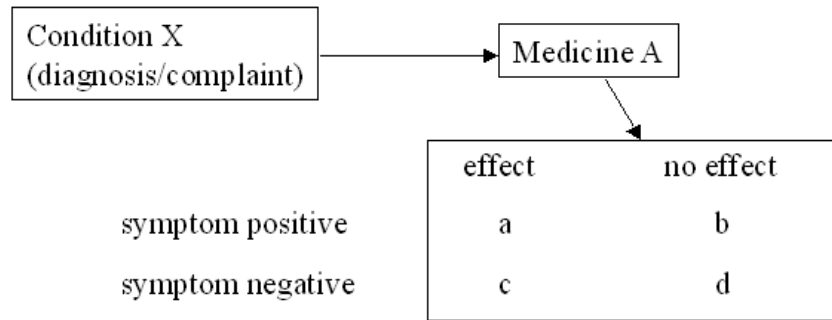 Condition X
(diagnosis/complaint)
Medicine A
effect no effect
symptom positive a b
symptom negative c d